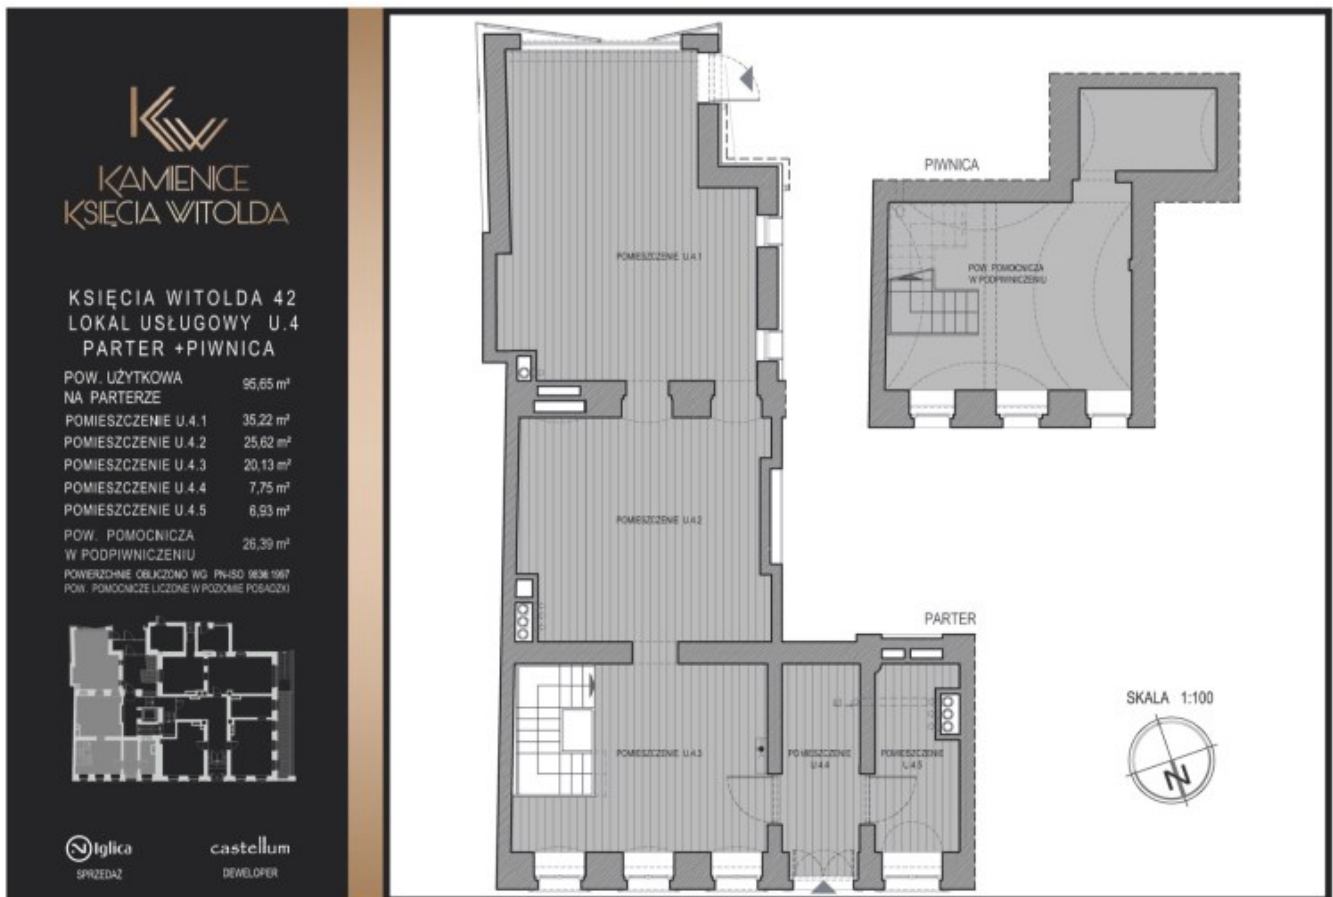 KAMIENICE
KSIĘCIA WITOLDA
KSIĘCIA WITOLDA 42
LOKAL USŁUGOWY U.4
PARTER +PIWNICA
POW. UŻYTKOWA
NA PARTERZE 95,65 m²
POMIESZCZENIE U.4.1 35,22 m²
POMIESZCZENIE U.4.2 25,62 m²
POMIESZCZENIE U.4.3 20,13 m²
POMIESZCZENIE U.4.4 7,75 m²
POMIESZCZENIE U.4.5 6,93 m²
POW. POMOCNICZA
W PODPIWNICZENIU 26,39 m²
POWIERZCHNIE OBLICZONO WG PN-ISO 9836:1997
POW. POMOCNICZE LICZONE W POZIOMIE POSADZKI
Iglica
SPRZEDAŻ
castellum
DEWELOPER
POMIESZCZENIE U.4.1
POMIESZCZENIE U.4.2
POMIESZCZENIE U.4.3
POMIESZCZENIE
U.4.4
POMIESZCZENIE
U.4.5
PIWNICA
POW. POMOCNICZA
W PODPIWNICZENIU
PARTER
SKALA 1:100
N